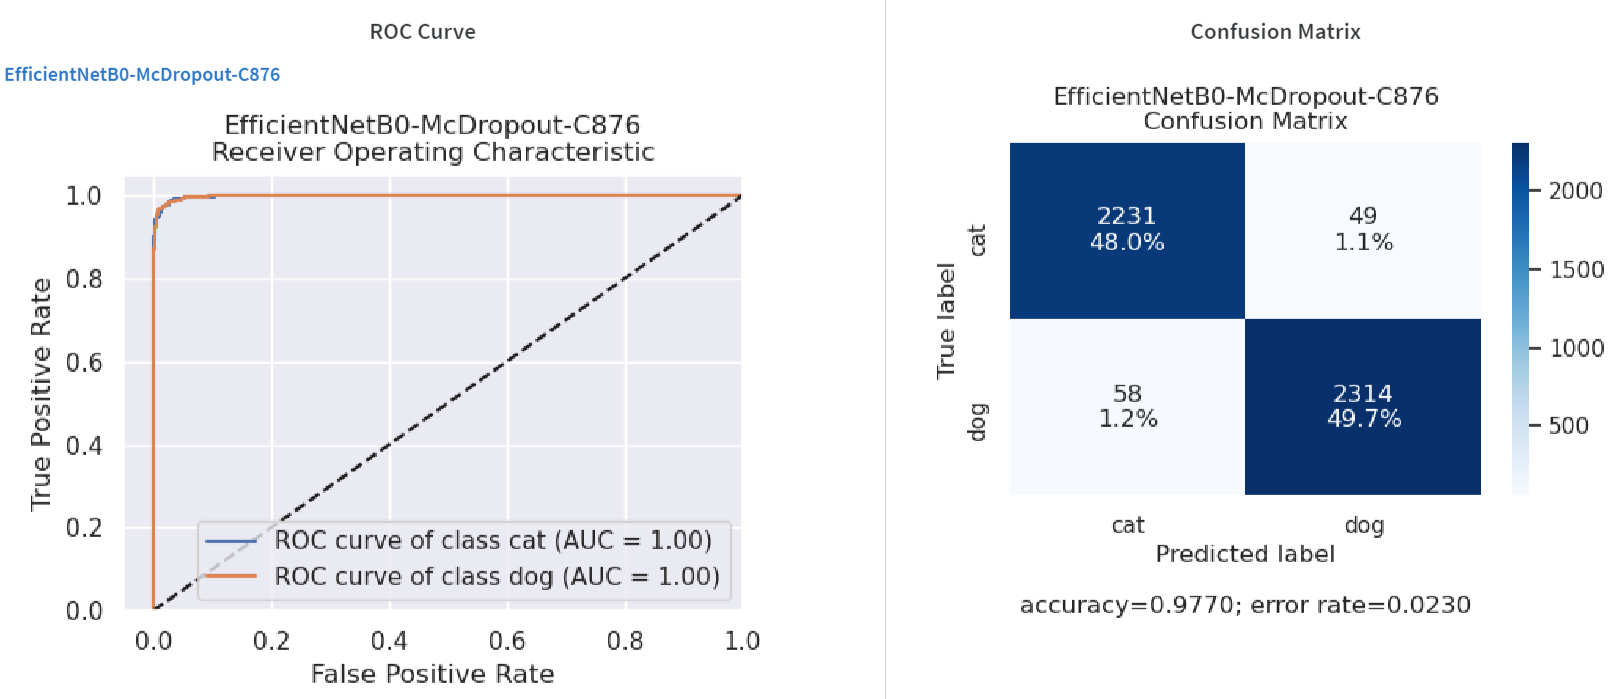 ROC Curve
EfficientNetB0-McDropout-C876
EfficientNetB0-McDropout-C876
Receiver Operating Characteristic
True Positive Rate
1.0
0.8
0.6
0.4
0.2
0.0
ROC curve of class cat (AUC = 1.00)
ROC curve of class dog (AUC = 1.00)
0.0 0.2 0.4 0.6 0.8 1.0
False Positive Rate
Confusion Matrix
EfficientNetB0-McDropout-C876
Confusion Matrix
True label
cat
dog
2231
48.0%
49
1.1%
58
1.2%
2314
49.7%
cat dog
Predicted label
accuracy=0.9770; error rate=0.0230
2000
1500
1000
500